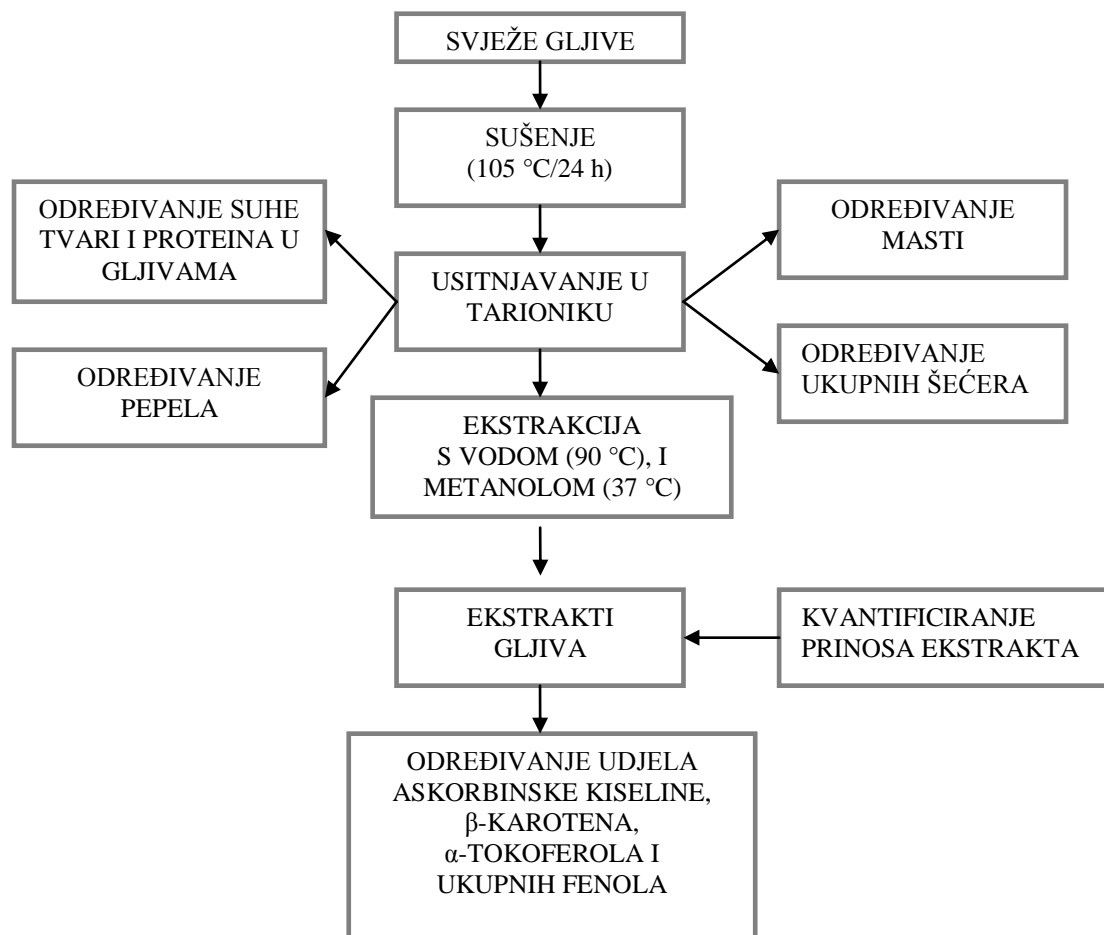 SVJEŽE GLJIVE
SUŠENJE
(105 °C/24 h)
ODREĐIVANJE SUHE
TVARI I PROTEINA U
GLJIVAMA
ODREĐIVANJE
MASTI
USITNJAVANJE U
TARIONIKU
ODREĐIVANJE
PEPELA
ODREĐIVANJE
UKUPNIH ŠEĆERA
EKSTRAKCIJA
S VODOM (90 °C), I
METANOLOM (37 °C)
EKSTRAKTI
GLJIVA
KVANTIFICIRANJE
PRINOSA EKSTRAKTA
ODREĐIVANJE UDJELA
ASKORBINSKE KISELINE,
β-KAROTENA,
α-TOKOFEROLA I
UKUPNIH FENOLA